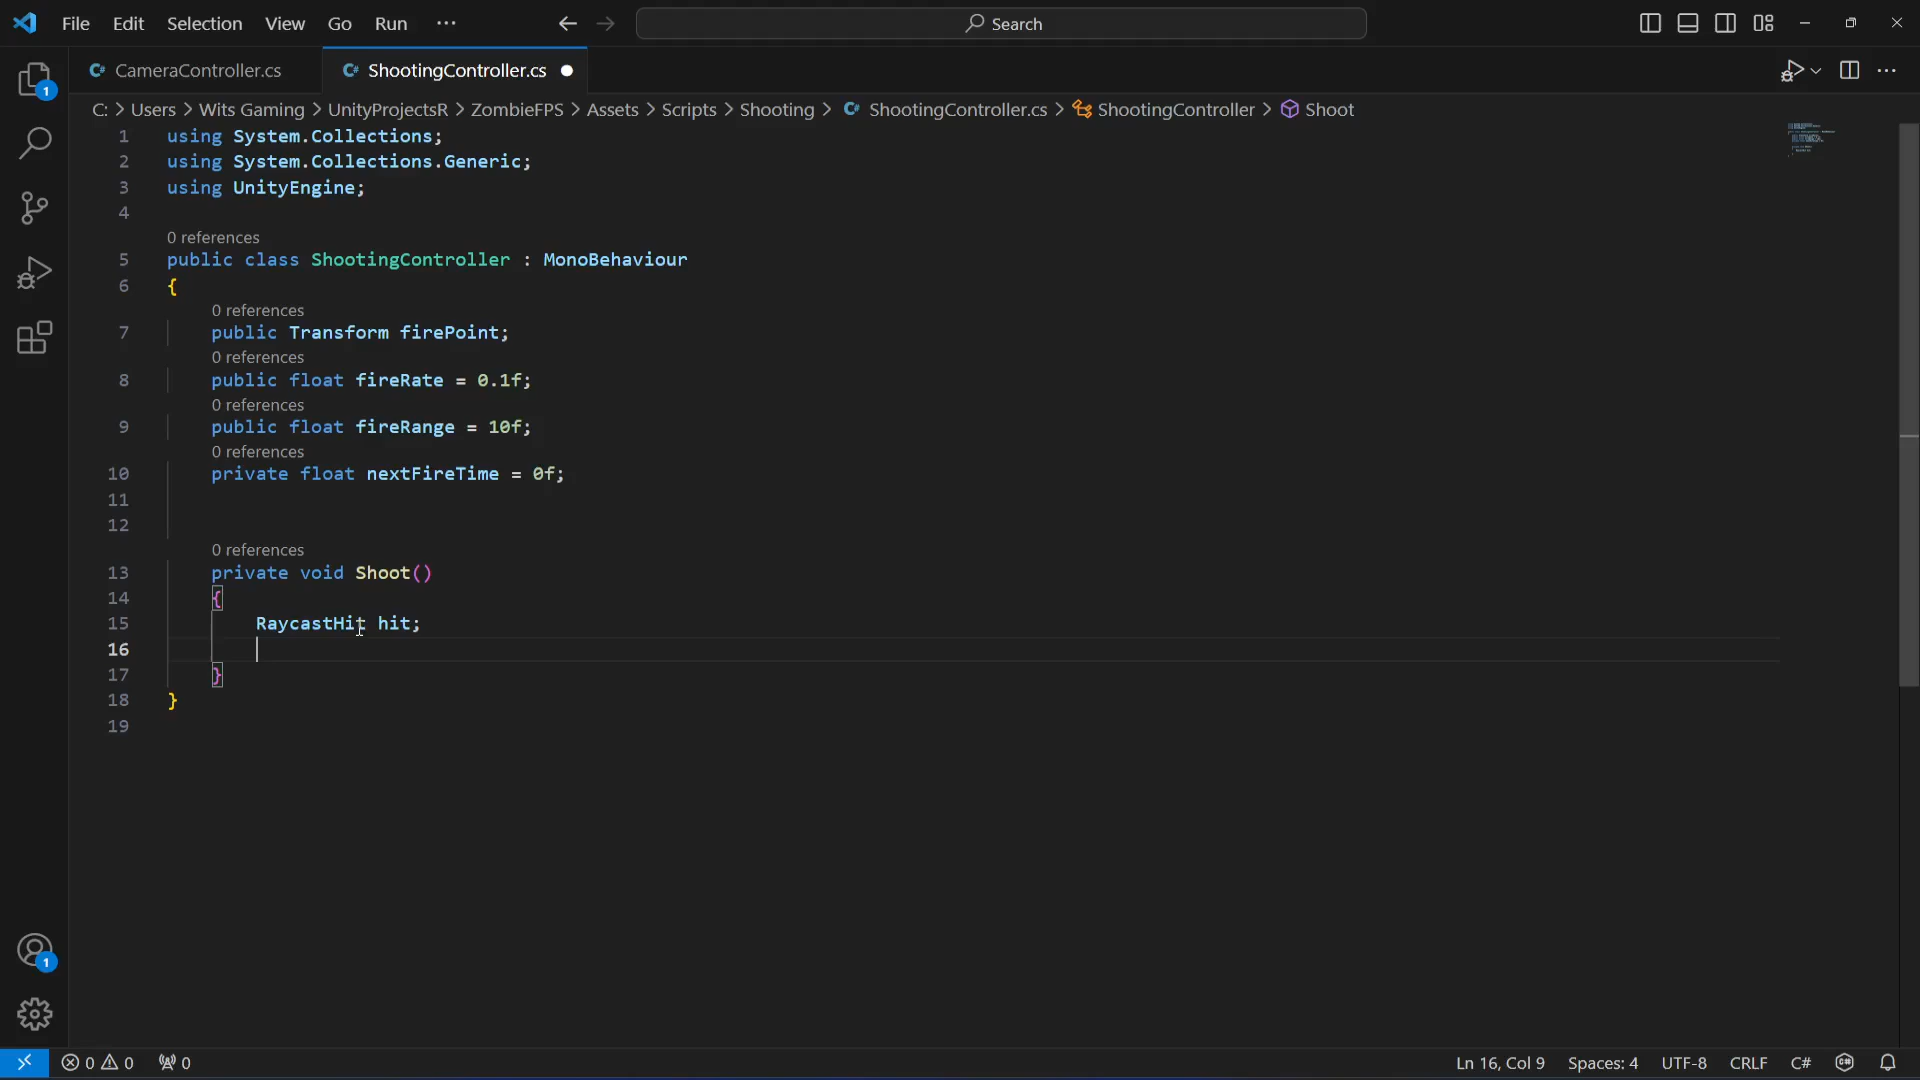 File Edit Selection View Go Run ··· Search
CameraController.cs ShootingController.cs
C: > Users > Wits Gaming > UnityProjectsR > ZombieFPS > Assets > Scripts > Shooting > ShootingController.cs > ShootingController > Shoot
1 using System.Collections;
2 using System.Collections.Generic;
3 using UnityEngine;
4
0 references
5 public class ShootingController : MonoBehaviour
6 {
0 references
7 public Transform firePoint;
0 references
8 public float fireRate = 0.1f;
0 references
9 public float fireRange = 10f;
0 references
10 private float nextFireTime = 0f;
11
12
0 references
13 private void Shoot()
14 {
15 RaycastHit hit;
16
17 }
18 }
19
1
1
0 0 0 Ln 16, Col 9 Spaces: 4 UTF-8 CRLF C#